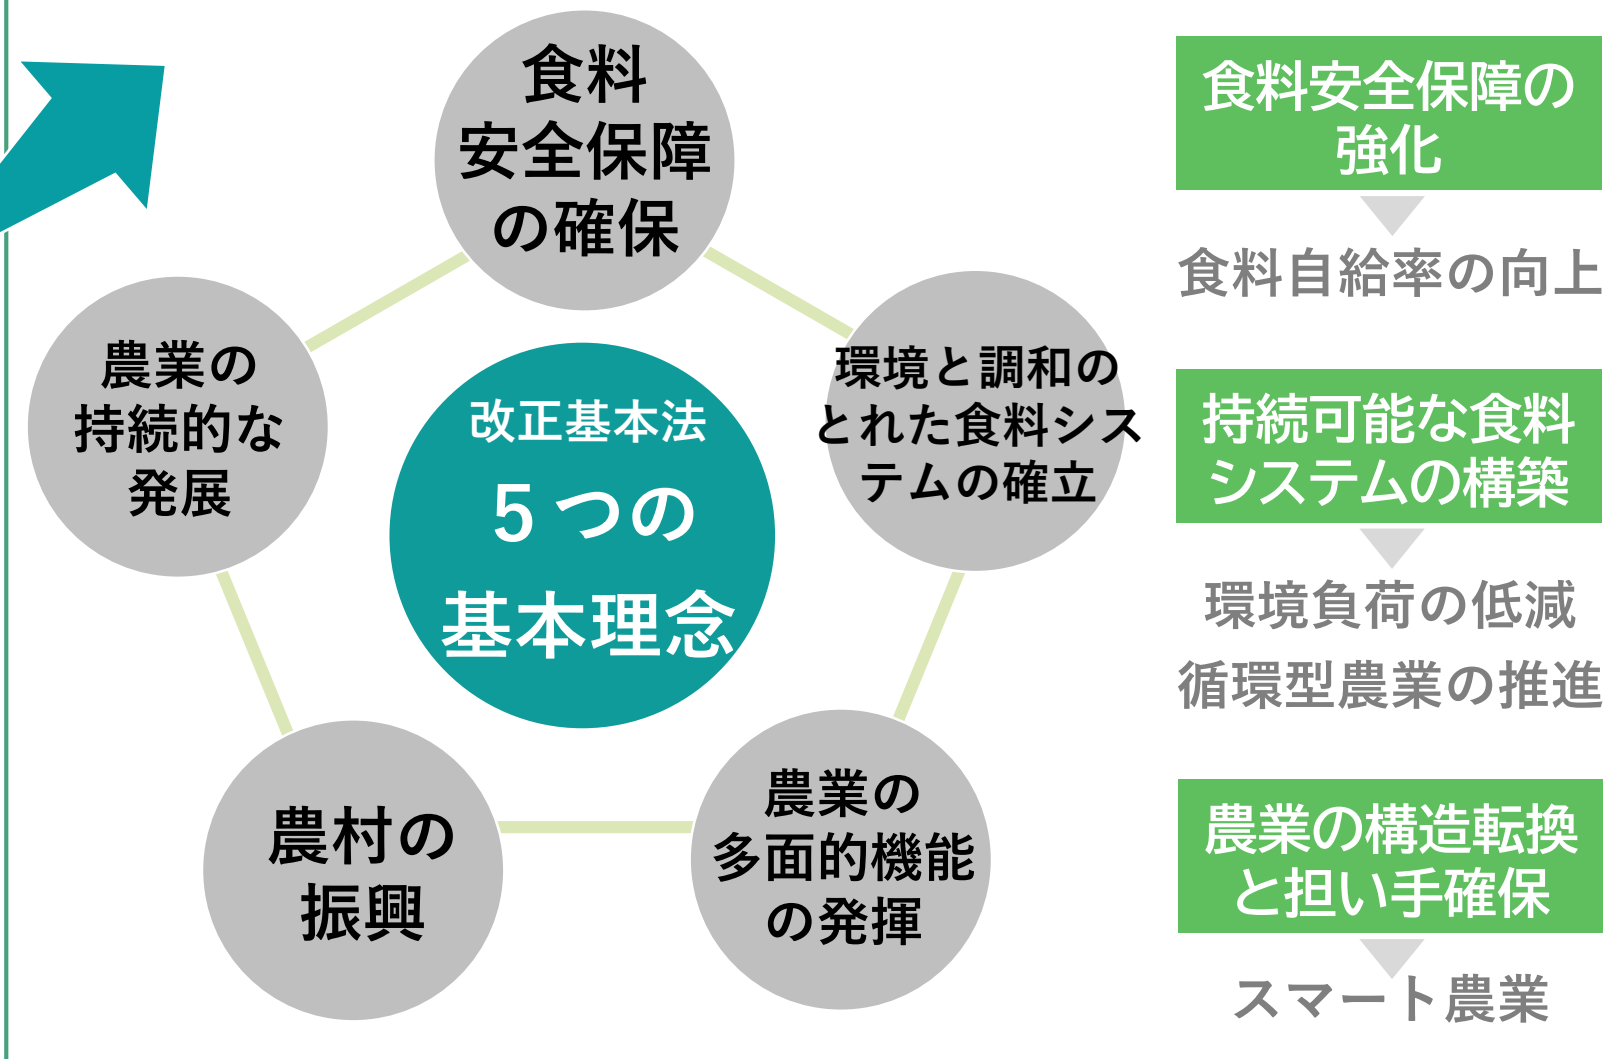 食料
安全保障
の確保
環境と調和の
とれた食料シス
テムの確立
農業の
多面的機能
の発揮
農村の
振興
農業の
持続的な
発展
改正基本法
5つの
基本理念
食料安全保障の
強化
食料自給率の向上
持続可能な食料
システムの構築
環境負荷の低減
循環型農業の推進
農業の構造転換
と担い手確保
スマート農業